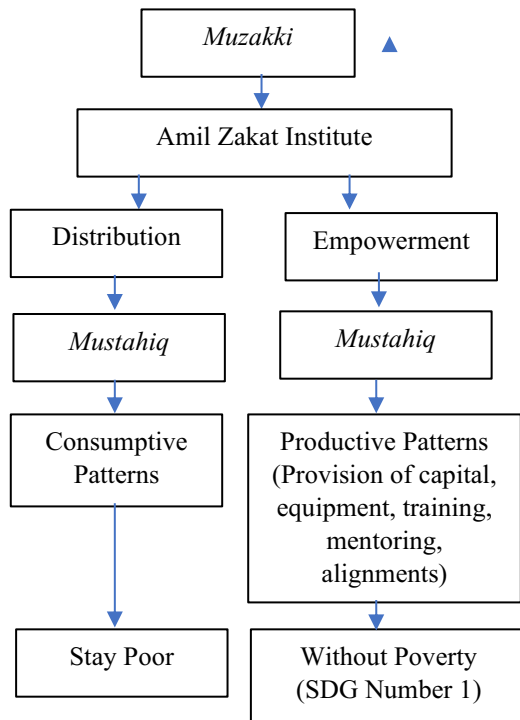 Muzakki
Amil Zakat Institute
Distribution
Empowerment
Mustahiq
Mustahiq
Consumptive
Patterns
Productive Patterns
(Provision of capital,
equipment, training,
mentoring,
alignments)
Stay Poor
Without Poverty
(SDG Number 1)